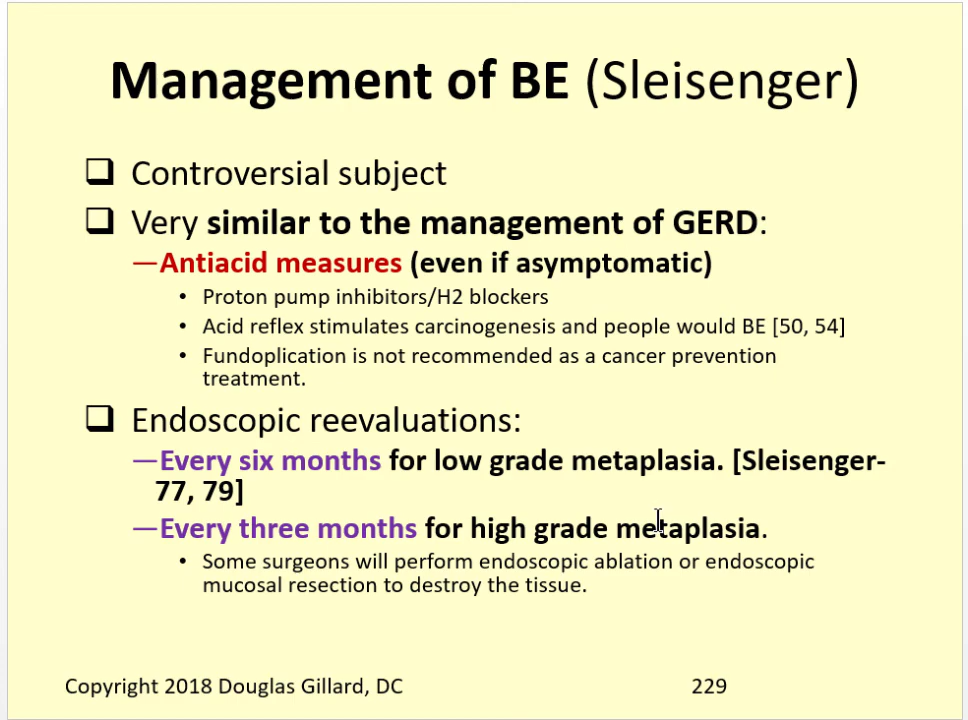 Management of BE (Sleisenger)
❑ Controversial subject
❑ Very similar to the management of GERD:
—Antiacid measures (even if asymptomatic)
• Proton pump inhibitors/H2 blockers
• Acid reflex stimulates carcinogenesis and people would BE [50, 54]
• Fundoplication is not recommended as a cancer prevention
treatment.
❑ Endoscopic reevaluations:
—Every six months for low grade metaplasia. [Sleisenger-
77, 79]
—Every three months for high grade metaplasia.
• Some surgeons will perform endoscopic ablation or endoscopic
mucosal resection to destroy the tissue.
Copyright 2018 Douglas Gillard, DC 229